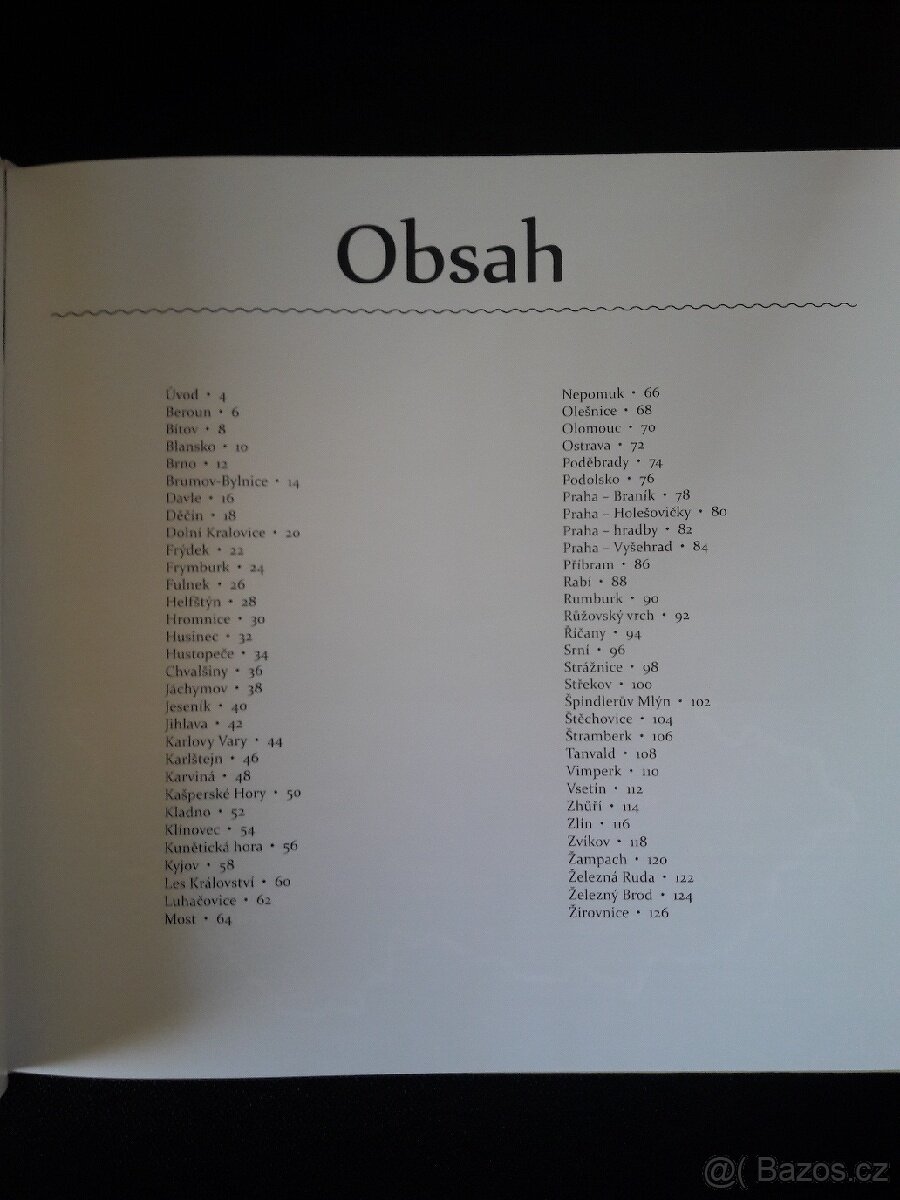 Obsah
Úvod • 4
Beroun • 6
Bítov • 8
Blansko • 10
Brno • 12
Brumov-Bylnice • 14
Davle • 16
Děčín • 18
Dolní Kralovice • 20
Frýdek • 22
Frymburk • 24
Fulnek • 26
Helfštýn • 28
Hromnice • 30
Husinec • 32
Hustopeče • 34
Chvalšiny • 36
Jáchymov • 38
Jeseník • 40
Jihlava • 42
Karlovy Vary • 44
Karlštejn • 46
Karviná • 48
Kašperské Hory • 50
Kladno • 52
Klínovec • 54
Kunětická hora • 56
Kyjov • 58
Les Království • 60
Luhačovice • 62
Most • 64
Nepomuk • 66
Olešnice • 68
Olomouc • 70
Ostrava • 72
Poděbrady • 74
Podolsko • 76
Praha – Braník • 78
Praha – Holešovičky • 80
Praha – hradby • 82
Praha – Vyšehrad • 84
Příbram • 86
Rabí • 88
Rumburk • 90
Růžovský vrch • 92
Říčany • 94
Srní • 96
Strážnice • 98
Střekov • 100
Špindlerův Mlýn • 102
Štěchovice • 104
Štramberk • 106
Tanvald • 108
Vimperk • 110
Vsetín • 112
Zhůří • 114
Zlín • 116
Zvíkov • 118
Žampach • 120
Železná Ruda • 122
Železný Brod • 124
Žirovnice • 126
@( Bazos.cz